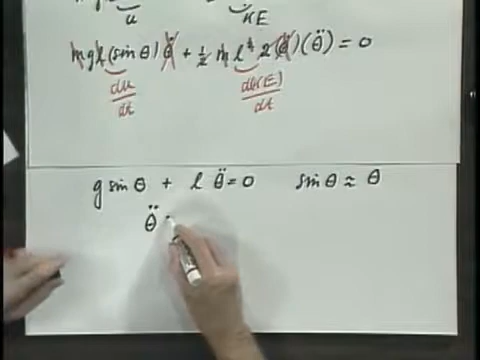 u KE
mgl (sin θ) θ̇ + ½ m l² 2 (θ̇) (θ̈) = 0
du/dt d(KE)/dt
g sin θ + l θ̈ = 0 sin θ ≈ θ
θ̈